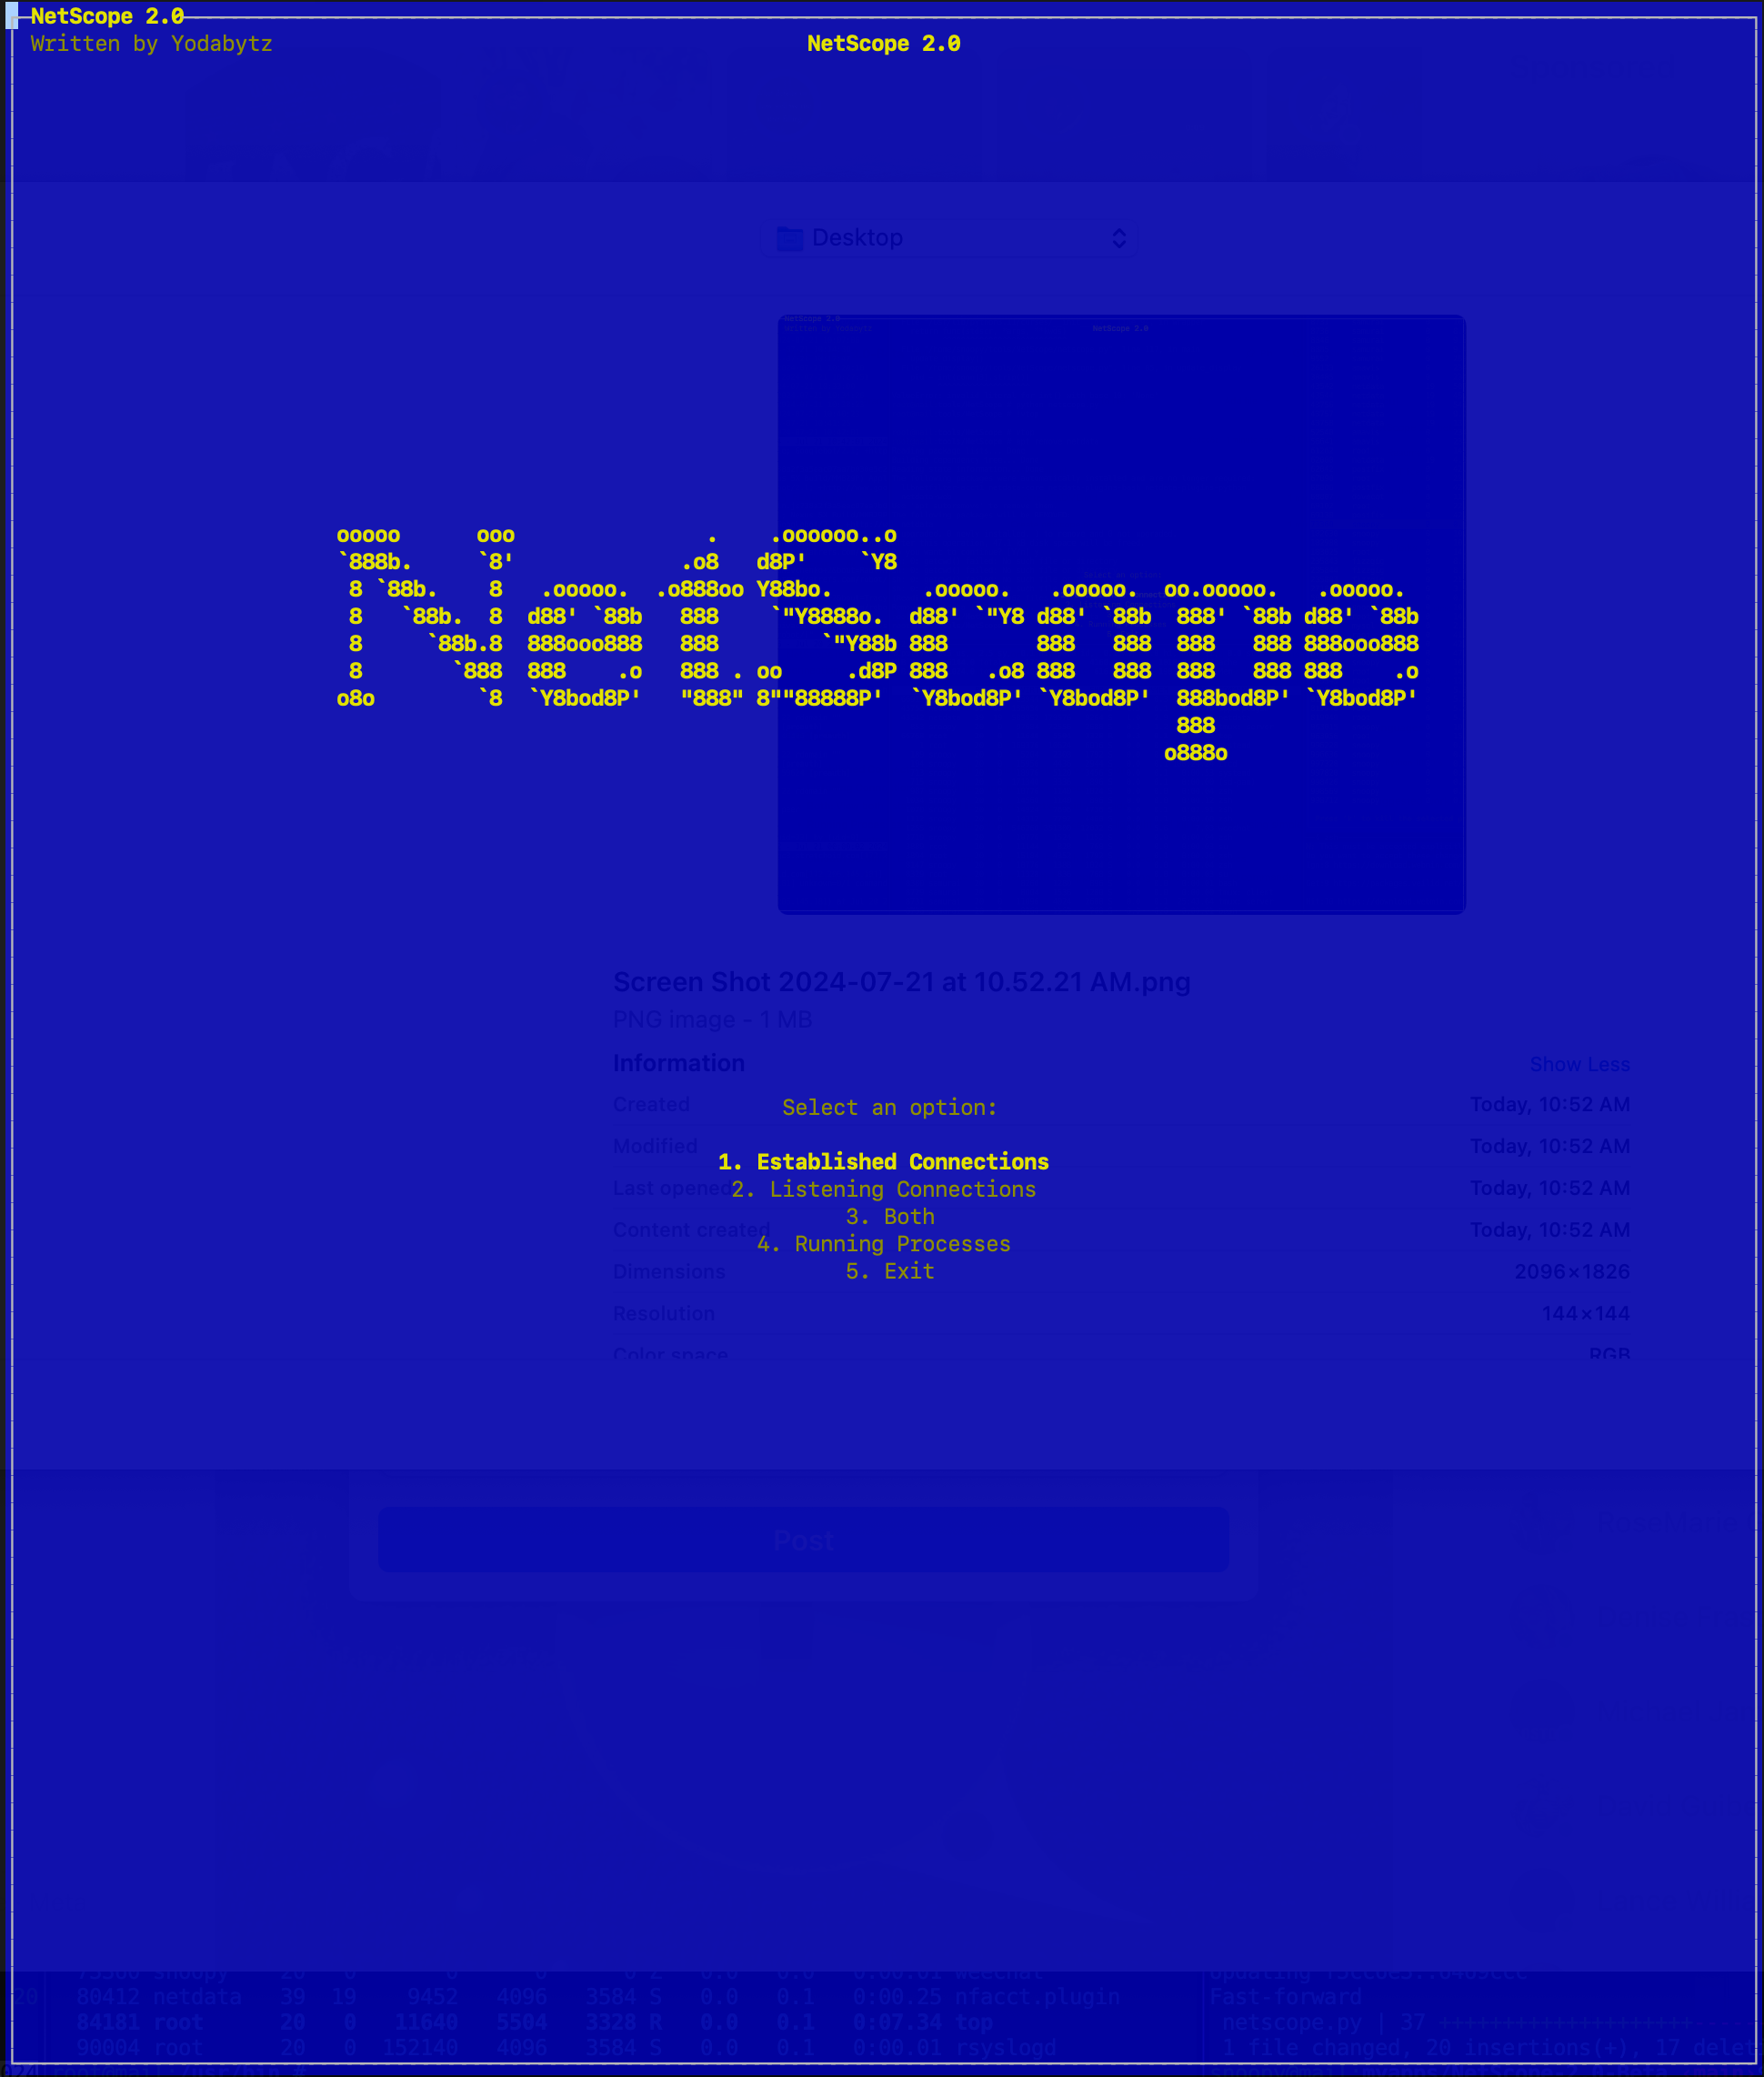 NetScope 2.0
Written by Yodabytz
NetScope 2.0
Desktop
NetScope 2.0
Written by Yodabytz
NetScope 2.0
ooooo      ooo               .    .oooooo..o
`888b.     `8'             .o8   d8P'    `Y8
8 `88b.    8   .ooooo.  .o888oo Y88bo.       .ooooo.   .ooooo.  oo.ooooo.   .ooooo.
8   `88b.  8  d88' `88b   888    `"Y8888o.  d88' `"Y8 d88' `88b  888' `88b d88' `88b
8     `88b.8  888ooo888   888        `"Y88b 888       888   888  888   888 888ooo888
8       `888  888    .o   888 . oo     .d8P 888   .o8 888   888  888   888 888    .o
o8o        `8  `Y8bod8P'   "888" 8""88888P'  `Y8bod8P' `Y8bod8P'  888bod8P' `Y8bod8P'
888
o888o
Screen Shot 2024-07-21 at 10.52.21 AM.png
PNG image - 1 MB
Information Show Less
Created Today, 10:52 AM
Select an option:
Modified Today, 10:52 AM
1. Established Connections
Last opened Today, 10:52 AM
2. Listening Connections
3. Both
Content created Today, 10:52 AM
4. Running Processes
Dimensions 2096×1826
5. Exit
Resolution 144×144
Color space RGB
Post
80412 netdata 39 19 9452 4096 3584 S 0.0 0.1 0:00.25 nfacct.plugin
Fast-forward
84181 root 20 0 11640 5504 3328 R 0.0 0.1 0:07.34 top
netscope.py | 37 +++++++++++++++++++
90004 root 20 0 152140 4096 3584 S 0.0 0.1 0:00.01 rsyslogd
1 file changed, 20 insertions(+), 17 delet